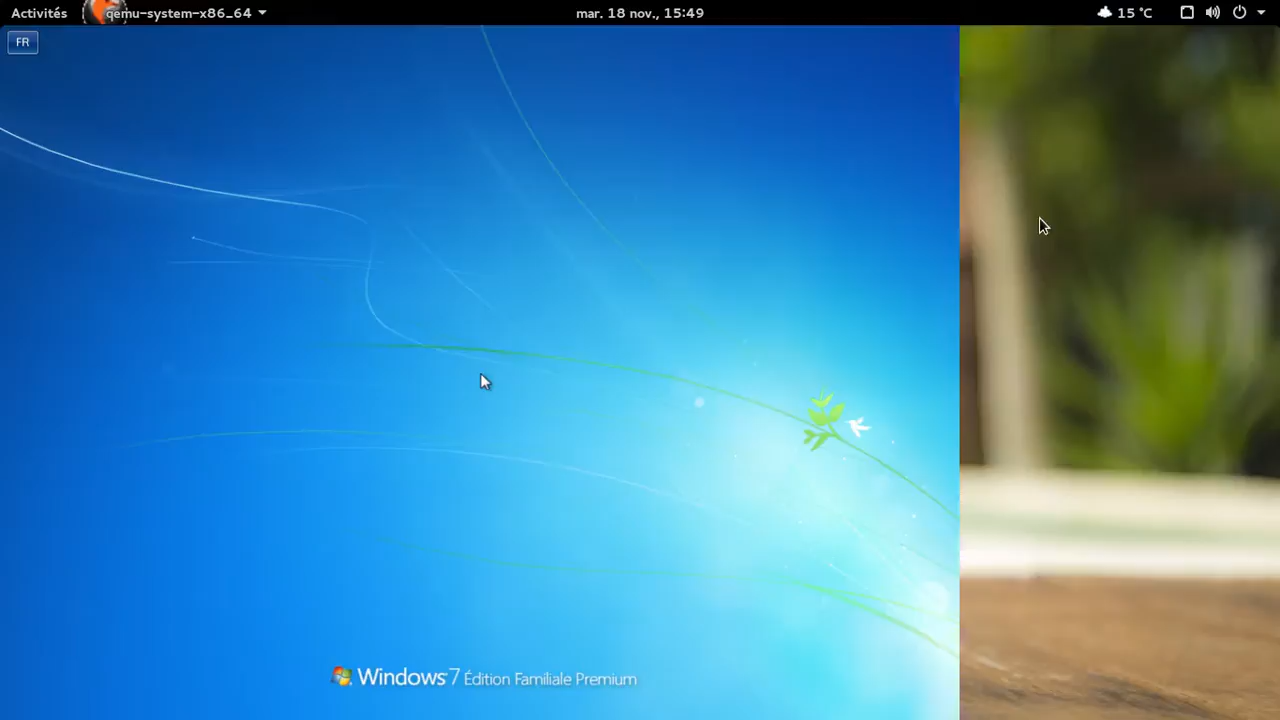 Activités qemu-system-x86_64 mar. 18 nov., 15:49 15 °C
FR
Windows 7 Édition Familiale Premium